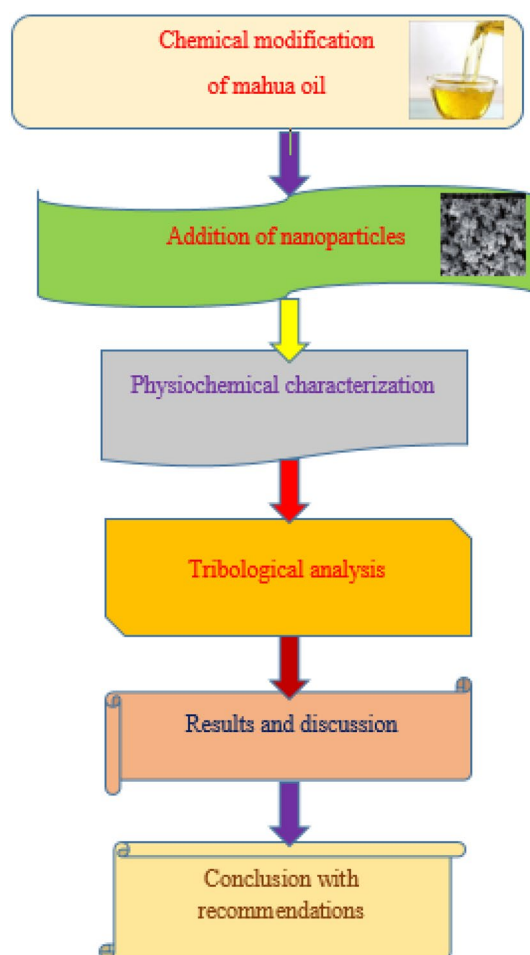 Chemical modification
of mahua oil
Addition of nanoparticles
Physiochemical characterization
Tribological analysis
Results and discussion
Conclusion with
recommendations